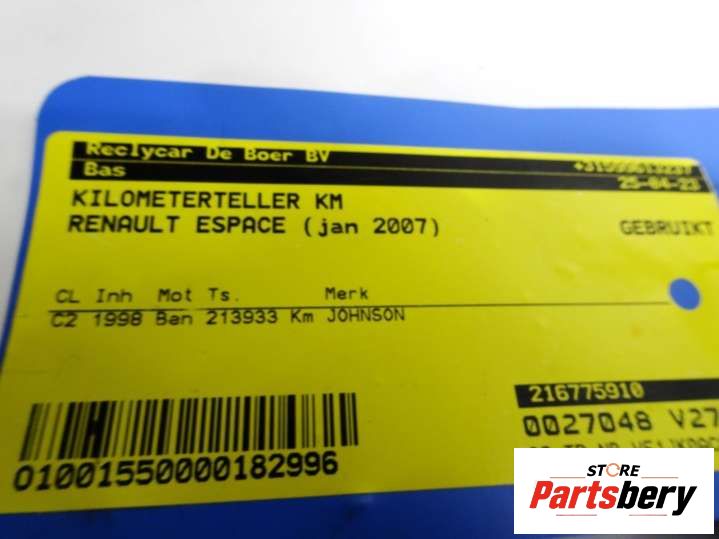 Reclycar De Boer BV
Bas 25-04-23
KILOMETERTELLER KM
RENAULT ESPACE (jan 2007) GEBRUIKT
CL Inh Mot Ts. Merk
C2 1998 Ben 213933 Km JOHNSON
216775910
0027048 V27
01001550000182996
STORE
Partsbery